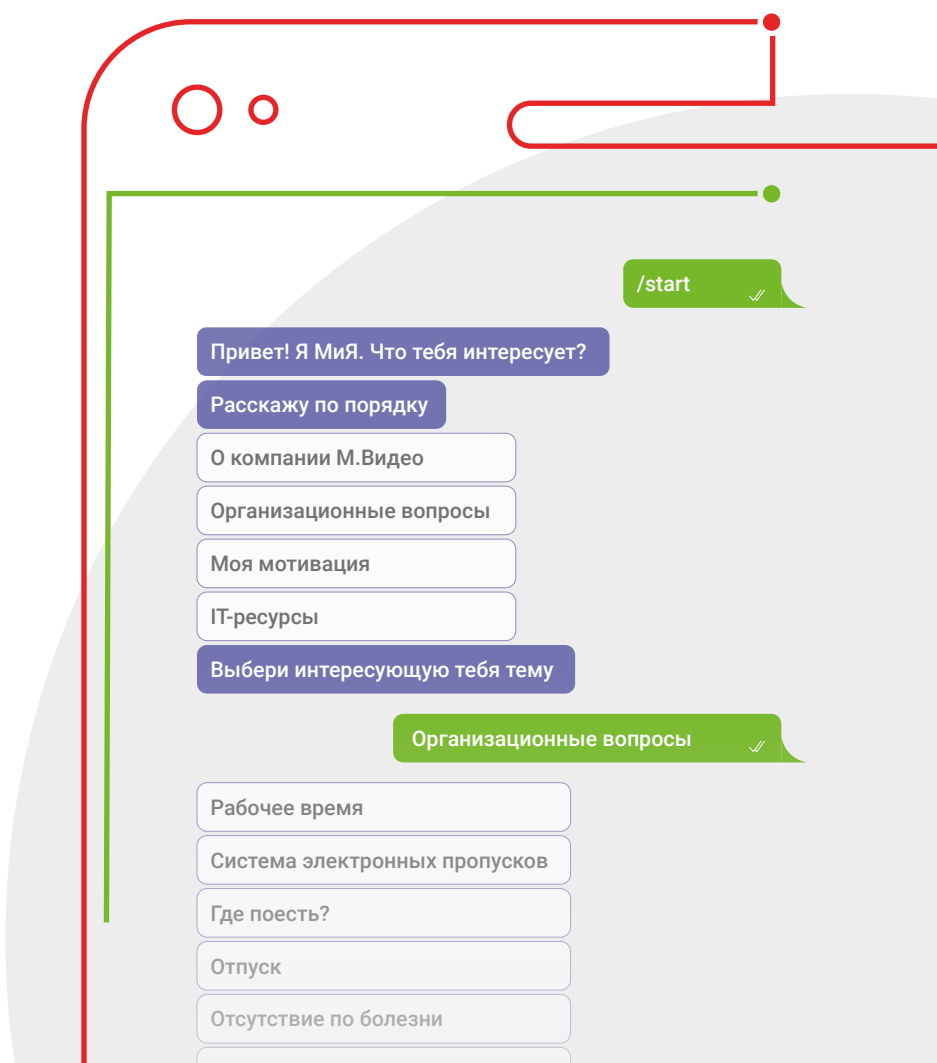 /start
Привет! Я МиЯ. Что тебя интересует?
Расскажу по порядку
О компании М.Видео
Организационные вопросы
Моя мотивация
IT-ресурсы
Выбери интересующую тебя тему
Организационные вопросы
Рабочее время
Система электронных пропусков
Где поесть?
Отпуск
Отсутствие по болезни